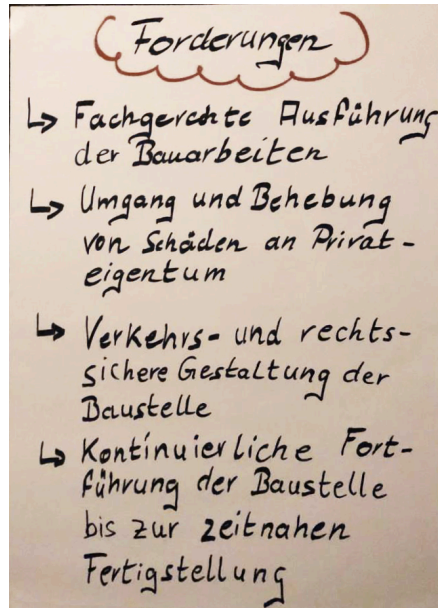 Forderungen
↳ Fachgerechte Ausführung
der Bauarbeiten
↳ Umgang und Behebung
von Schäden an Privat-
eigentum
↳ Verkehrs- und rechts-
sichere Gestaltung der
Baustelle
↳ Kontinuierliche Fort-
führung der Baustelle
bis zur zeitnahen
Fertigstellung